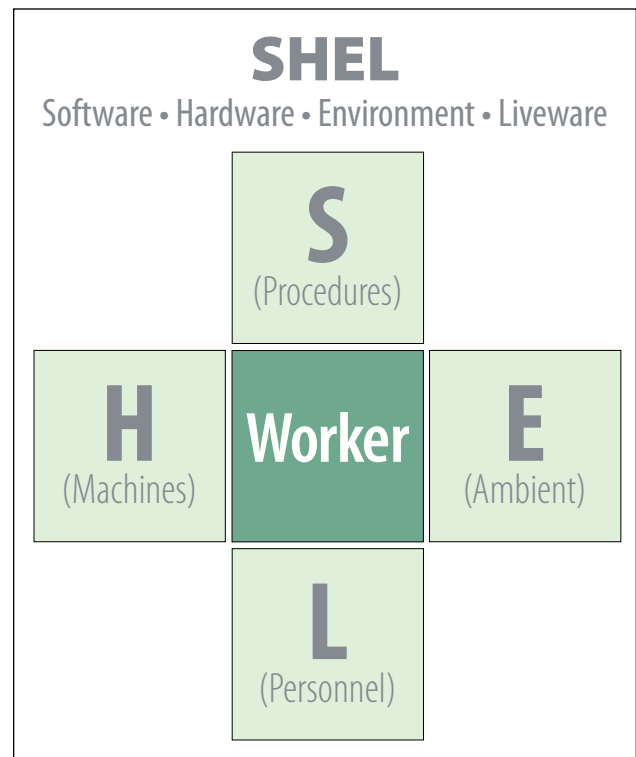 SHEL
Software • Hardware • Environment • Liveware
S
(Procedures)
H
(Machines)
Worker
E
(Ambient)
L
(Personnel)